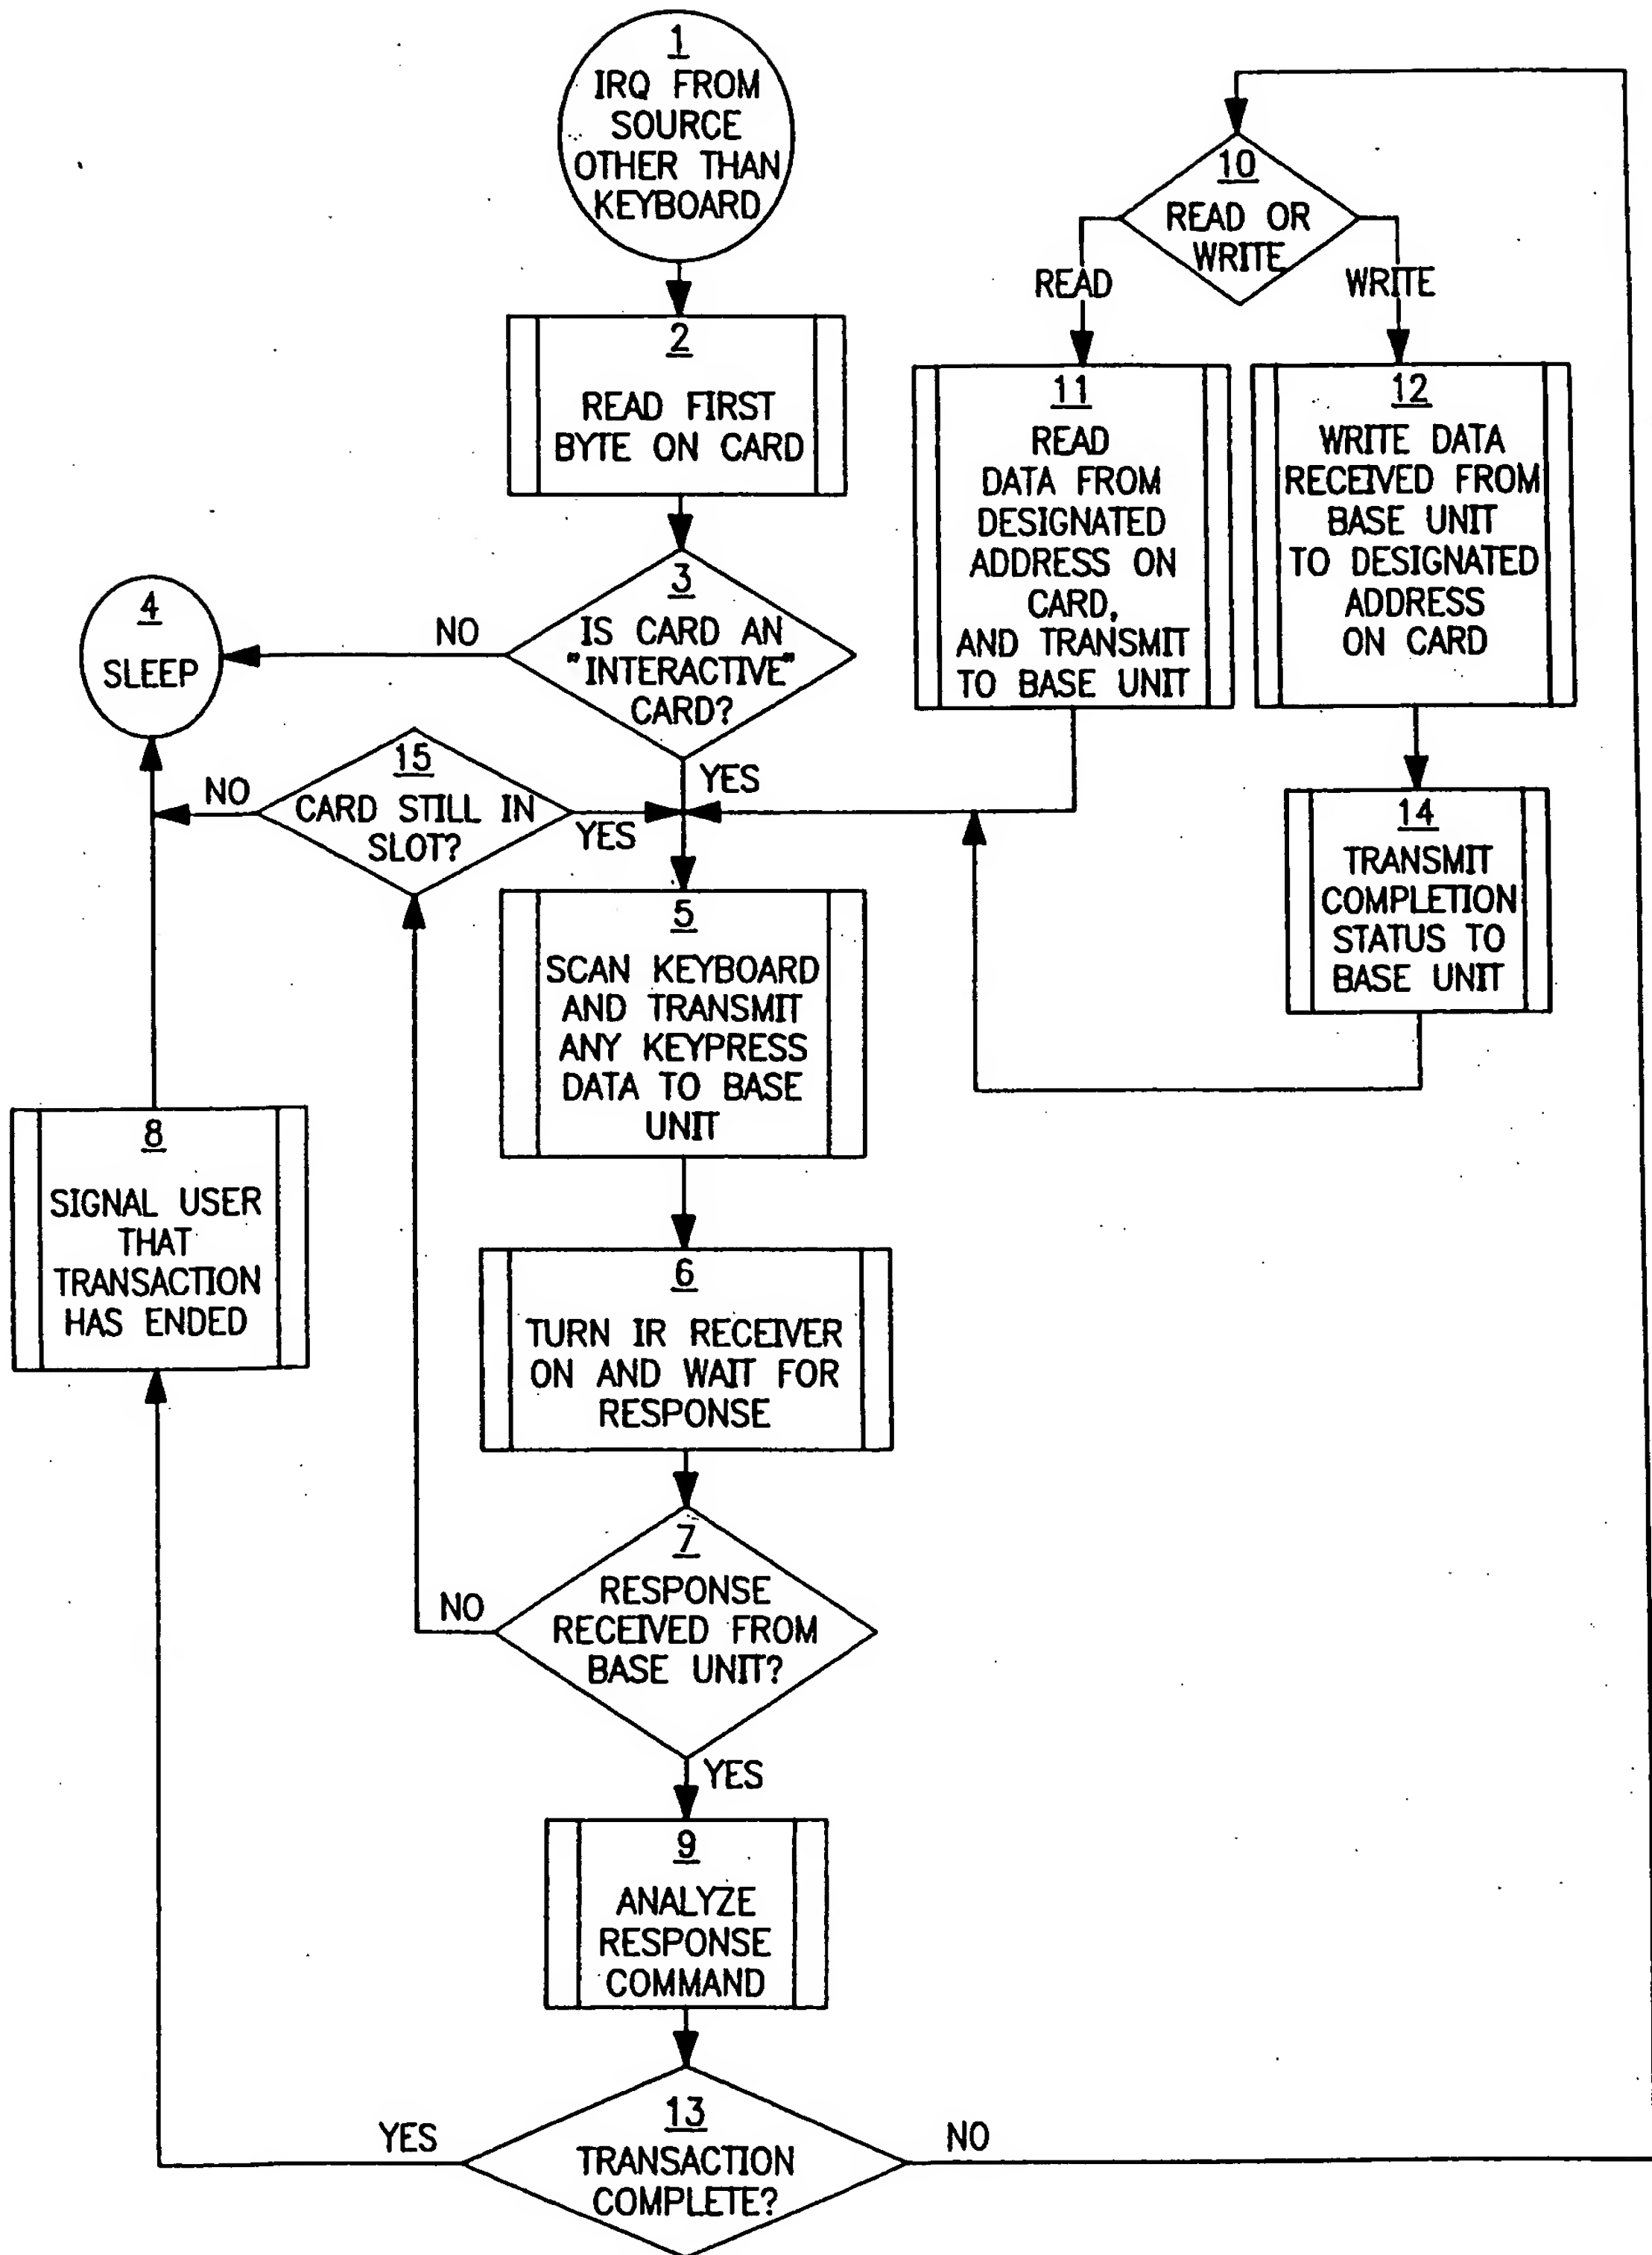 1
IRQ FROM
SOURCE
OTHER THAN
KEYBOARD
2
READ FIRST
BYTE ON CARD
3
IS CARD AN
"INTERACTIVE"
CARD?
NO
YES
4
SLEEP
15
CARD STILL IN
SLOT?
NO
YES
5
SCAN KEYBOARD
AND TRANSMIT
ANY KEYPRESS
DATA TO BASE
UNIT
6
TURN IR RECEIVER
ON AND WAIT FOR
RESPONSE
7
RESPONSE
RECEIVED FROM
BASE UNIT?
NO
YES
8
SIGNAL USER
THAT
TRANSACTION
HAS ENDED
9
ANALYZE
RESPONSE
COMMAND
13
TRANSACTION
COMPLETE?
YES
NO
10
READ OR
WRITE
READ
WRITE
11
READ
DATA FROM
DESIGNATED
ADDRESS ON
CARD,
AND TRANSMIT
TO BASE UNIT
12
WRITE DATA
RECEIVED FROM
BASE UNIT
TO DESIGNATED
ADDRESS
ON CARD
14
TRANSMIT
COMPLETION
STATUS TO
BASE UNIT